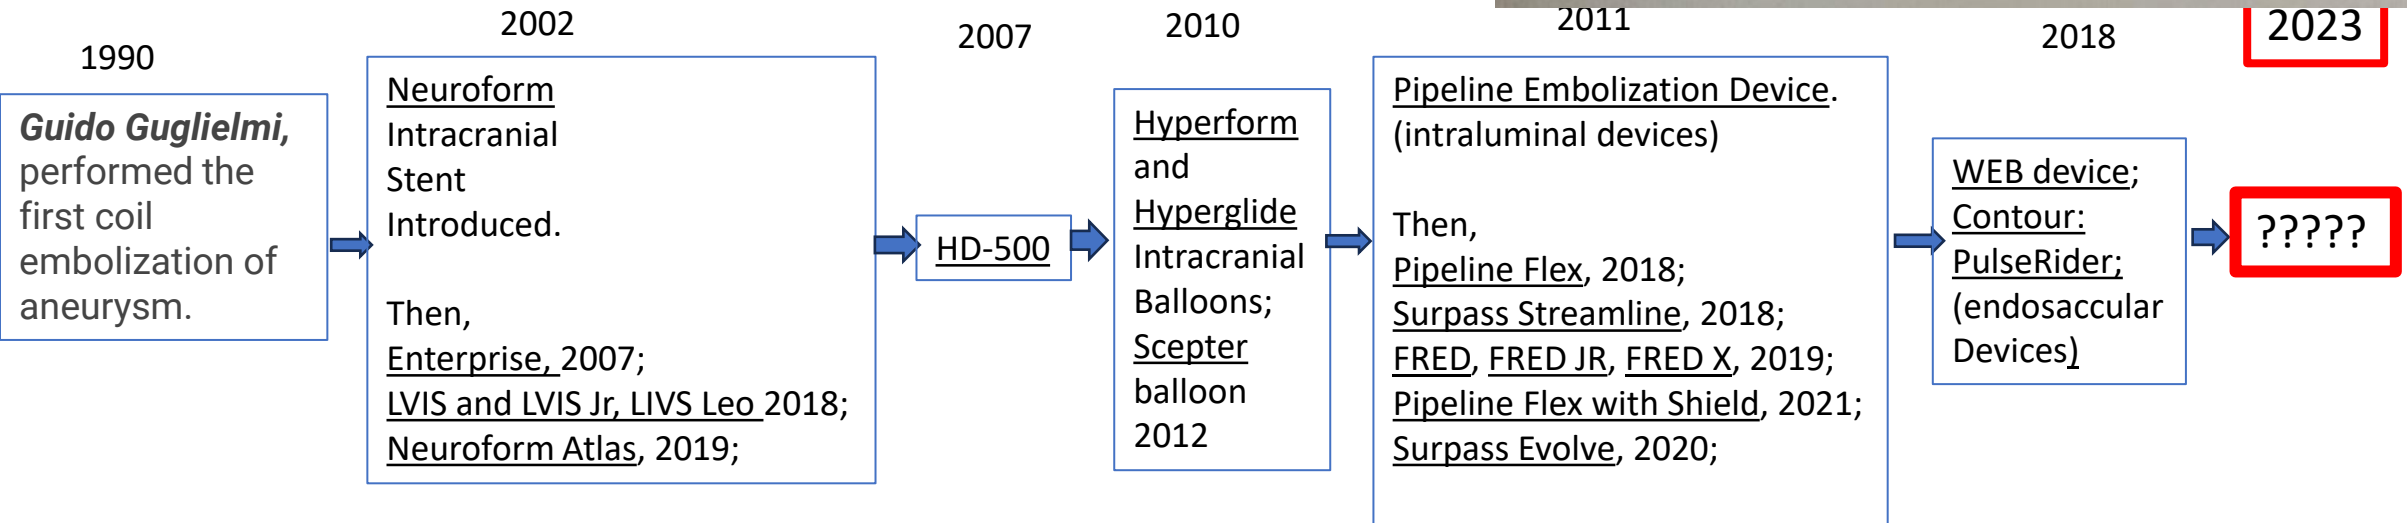 1990
Guido Guglielmi,
performed the
first coil
embolization of
aneurysm.
2002
Neuroform
Intracranial
Stent
Introduced.
Then,
Enterprise, 2007;
LVIS and LVIS Jr, LIVS Leo 2018;
Neuroform Atlas, 2019;
2007
HD-500
2010
Hyperform
and
Hyperglide
Intracranial
Balloons;
Scepter
balloon
2012
2011
Pipeline Embolization Device.
(intraluminal devices)
Then,
Pipeline Flex, 2018;
Surpass Streamline, 2018;
FRED, FRED JR, FRED X, 2019;
Pipeline Flex with Shield, 2021;
Surpass Evolve, 2020;
2018
WEB device;
Contour:
PulseRider;
(endosaccular
Devices)
2023
?????